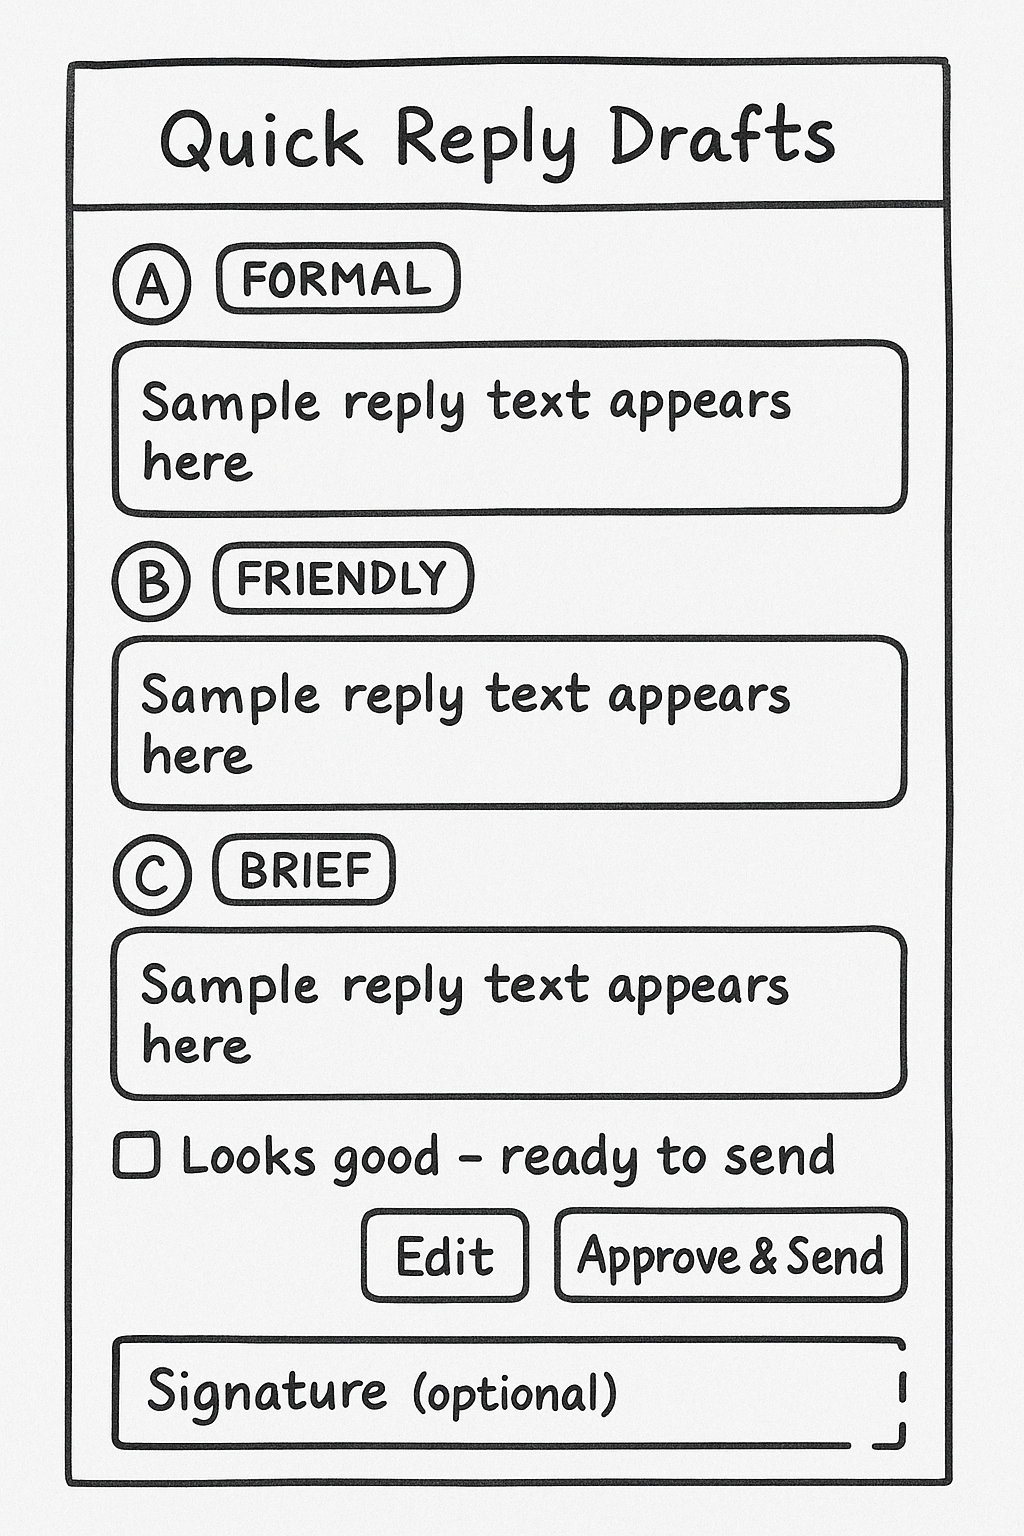 Quick Reply Drafts
A FORMAL
Sample reply text appears
here
B FRIENDLY
Sample reply text appears
here
C BRIEF
Sample reply text appears
here
Looks good – ready to send
Edit Approve & Send
Signature (optional)